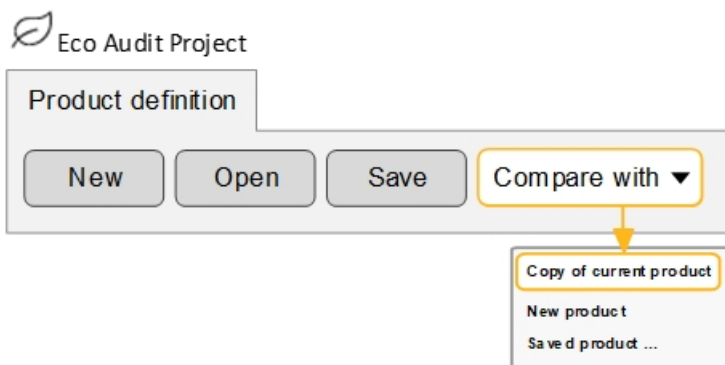 Eco Audit Project
Product definition
New Open Save Compare with
Copy of current product
New product
Saved product ...